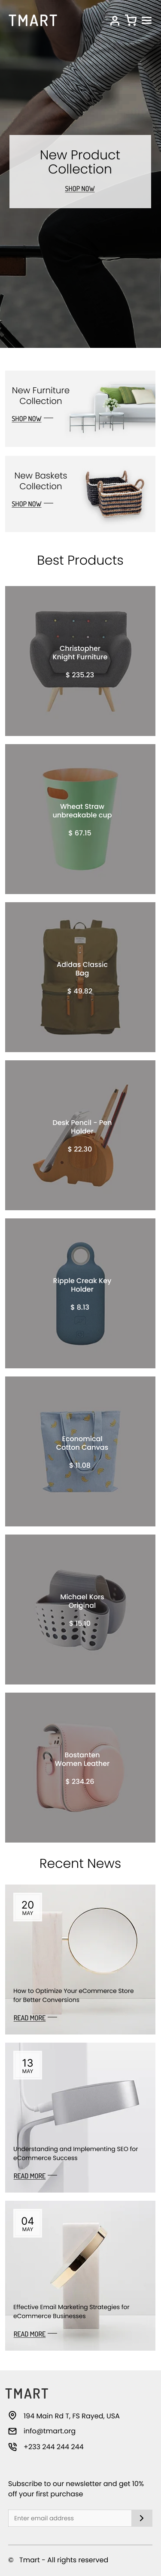 TMART
New Product
Collection
SHOP NOW
New Furniture
Collection
SHOP NOW
New Baskets
Collection
SHOP NOW
Best Products
Christopher
Knight Furniture
$ 235.23
Wheat Straw
unbreakable cup
$ 67.15
Adidas Classic
Bag
$ 49.82
Desk Pencil - Pen
Holder
$ 22.30
Ripple Creak Key
Holder
$ 8.13
Economical
Cotton Canvas
$ 11.08
Michael Kors
Original
$ 15.10
Bostanten
Women Leather
$ 234.26
Recent News
20
MAY
How to Optimize Your eCommerce Store
for Better Conversions
READ MORE
13
MAY
Understanding and Implementing SEO for
eCommerce Success
READ MORE
04
MAY
Effective Email Marketing Strategies for
eCommerce Businesses
READ MORE
TMART
194 Main Rd T, FS Rayed, USA
info@tmart.org
+233 244 244 244
Subscribe to our newsletter and get 10%
off your first purchase
Enter email address
© Tmart - All rights reserved